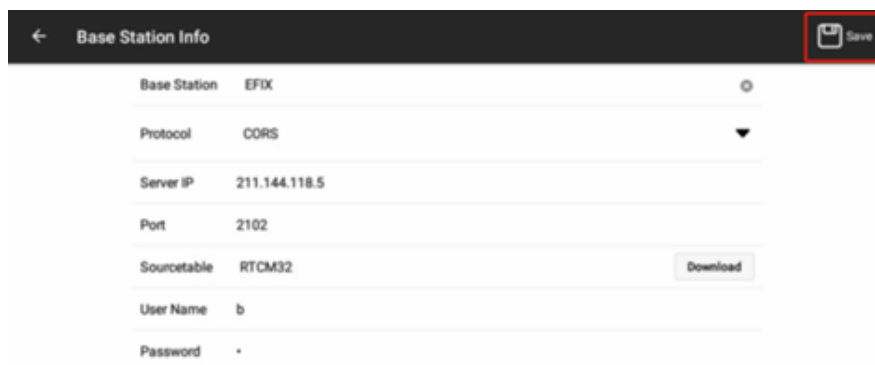 Base Station Info
Save
Base Station EFIX
Protocol CORS
Server IP 211.144.118.5
Port 2102
Sourcetable RTCM32 Download
User Name b
Password •